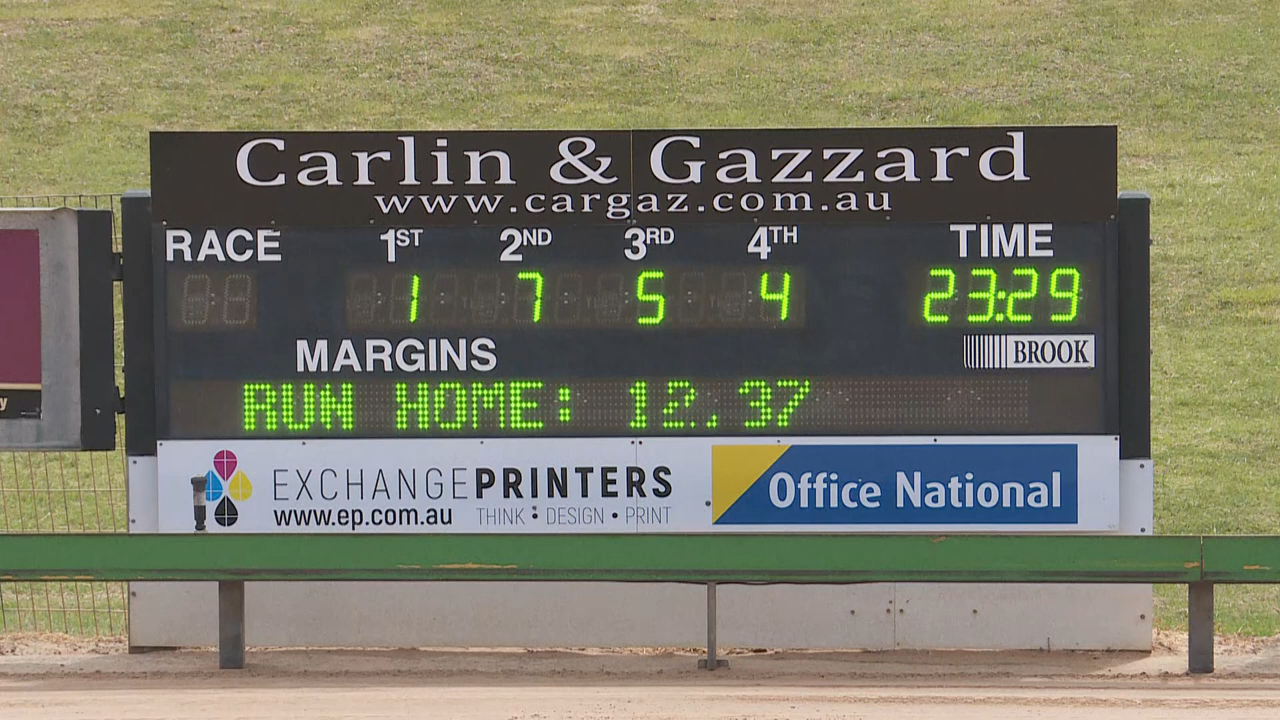 Carlin & Gazzard
www.cargaz.com.au
RACE 1ST 2ND 3RD 4TH TIME
1 7 5 4 23:29
MARGINS BROOK
RUN HOME: 12.37
EXCHANGEPRINTERS
www.ep.com.au THINK • DESIGN • PRINT
Office National
y